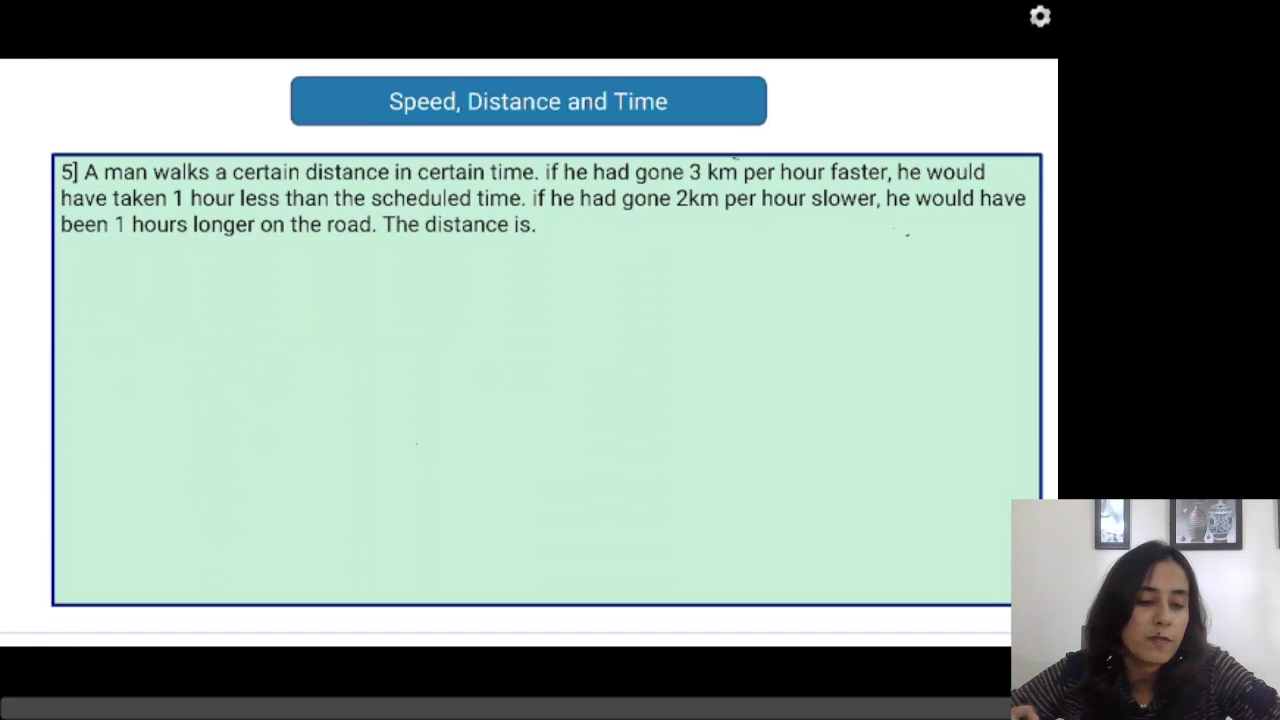 Speed, Distance and Time
5] A man walks a certain distance in certain time. if he had gone 3 km per hour faster, he would
have taken 1 hour less than the scheduled time. if he had gone 2km per hour slower, he would have
been 1 hours longer on the road. The distance is.